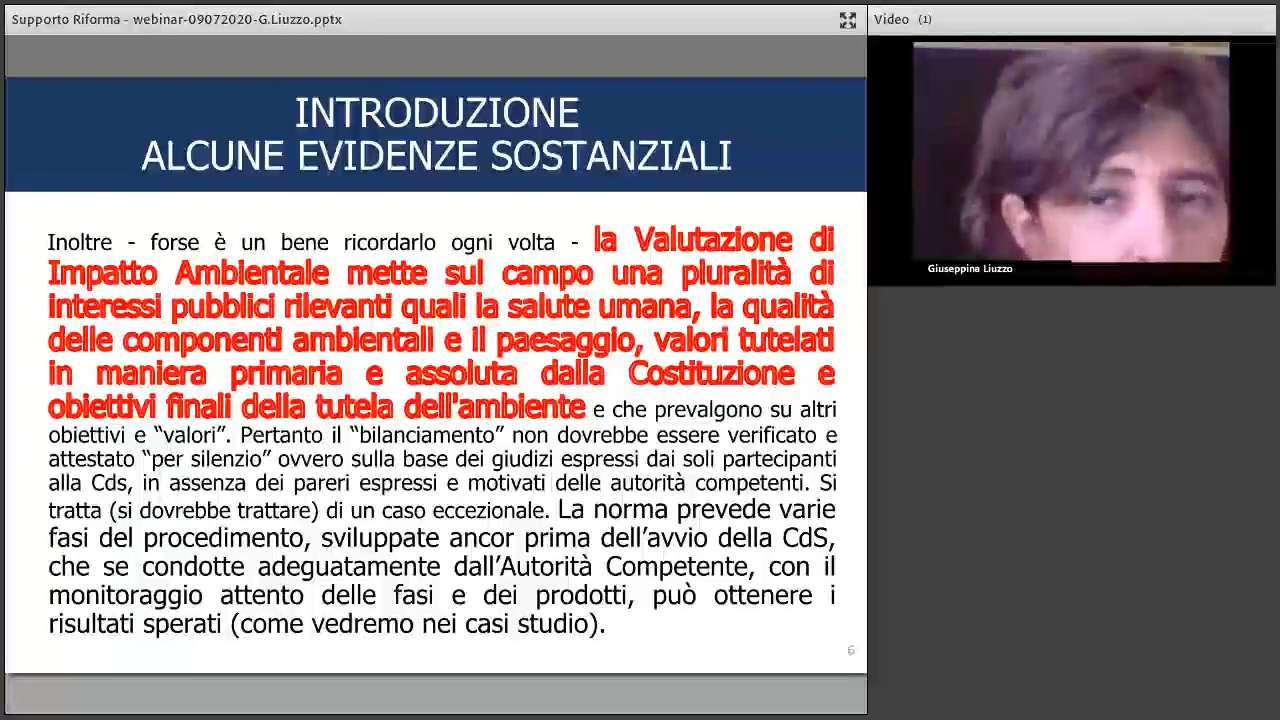 Supporto Riforma - webinar-09072020-G.Liuzzo.pptx
Video (1)
INTRODUZIONE
ALCUNE EVIDENZE SOSTANZIALI
Giuseppina Liuzzo
Inoltre - forse è un bene ricordarlo ogni volta - la Valutazione di
Impatto Ambientale mette sul campo una pluralità di
interessi pubblici rilevanti quali la salute umana, la qualità
delle componenti ambientali e il paesaggio, valori tutelati
in maniera primaria e assoluta dalla Costituzione e
obiettivi finali della tutela dell'ambiente e che prevalgono su altri
obiettivi e “valori”. Pertanto il “bilanciamento” non dovrebbe essere verificato e
attestato “per silenzio” ovvero sulla base dei giudizi espressi dai soli partecipanti
alla Cds, in assenza dei pareri espressi e motivati delle autorità competenti. Si
tratta (si dovrebbe trattare) di un caso eccezionale. La norma prevede varie
fasi del procedimento, sviluppate ancor prima dell’avvio della CdS,
che se condotte adeguatamente dall’Autorità Competente, con il
monitoraggio attento delle fasi e dei prodotti, può ottenere i
risultati sperati (come vedremo nei casi studio).
6